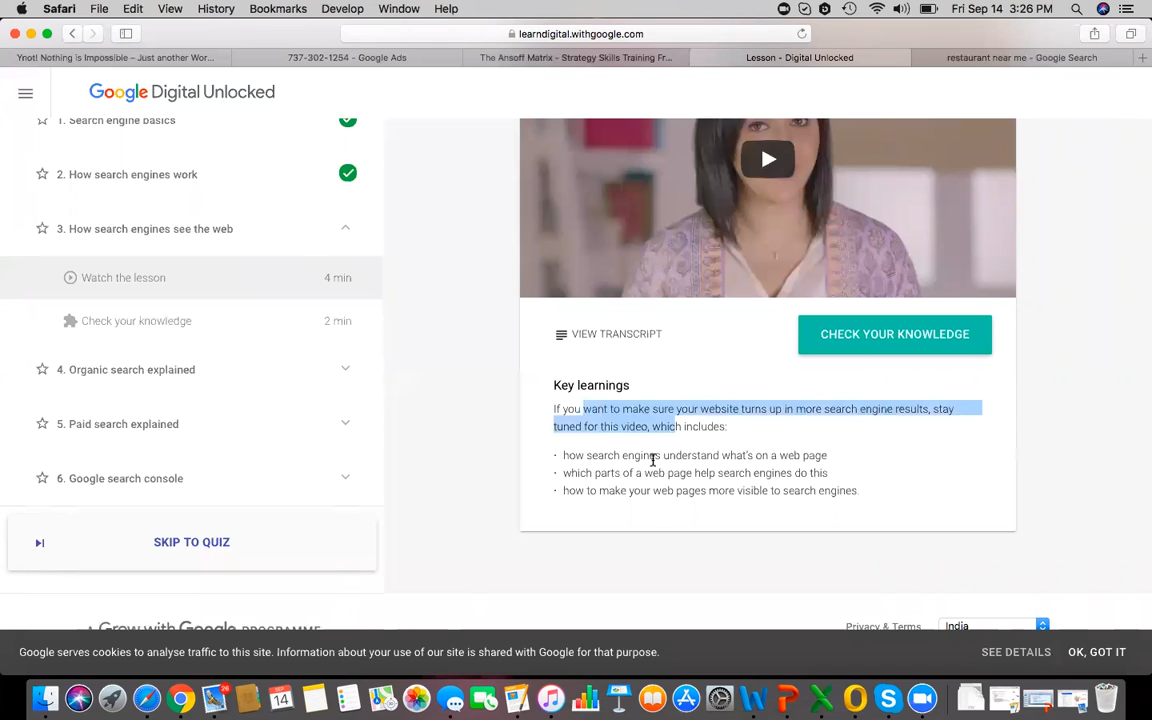 Safari File Edit View History Bookmarks Develop Window Help Fri Sep 14 3:26 PM
learndigital.withgoogle.com
Ynot! Nothing is Impossible – Just another Wor... 737-302-1254 - Google Ads The Ansoff Matrix - Strategy Skills Training Fr... Lesson - Digital Unlocked restaurant near me - Google Search
Google Digital Unlocked
1. Search engine basics
2. How search engines work
3. How search engines see the web
Watch the lesson 4 min
Check your knowledge 2 min
4. Organic search explained
5. Paid search explained
6. Google search console
SKIP TO QUIZ
VIEW TRANSCRIPT CHECK YOUR KNOWLEDGE
Key learnings
If you want to make sure your website turns up in more search engine results, stay
tuned for this video, which includes:
· how search engines understand what's on a web page
· which parts of a web page help search engines do this
· how to make your web pages more visible to search engines.
A Grow with Google PROGRAMME
Privacy & Terms India
Google serves cookies to analyse traffic to this site. Information about your use of our site is shared with Google for that purpose. SEE DETAILS OK, GOT IT
SEP
14